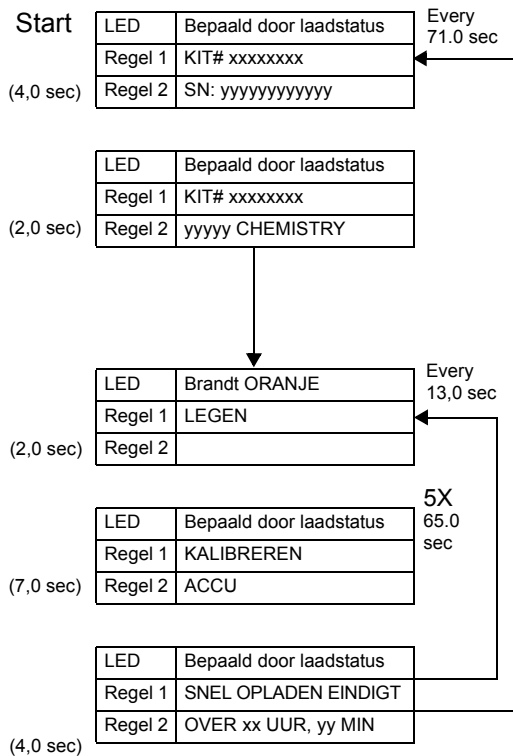 Start
LED Bepaald door laadstatus
Every
71.0 sec
Regel 1 KIT# xxxxxxxx
(4,0 sec) Regel 2 SN: yyyyyyyyyyyy
LED Bepaald door laadstatus
Regel 1 KIT# xxxxxxxx
(2,0 sec) Regel 2 yyyyy CHEMISTRY
LED Brandt ORANJE
Every
13,0 sec
Regel 1 LEGEN
(2,0 sec) Regel 2
5X
65.0
sec
LED Bepaald door laadstatus
Regel 1 KALIBREREN
(7,0 sec) Regel 2 ACCU
LED Bepaald door laadstatus
Regel 1 SNEL OPLADEN EINDIGT
Regel 2 OVER xx UUR, yy MIN
(4,0 sec)